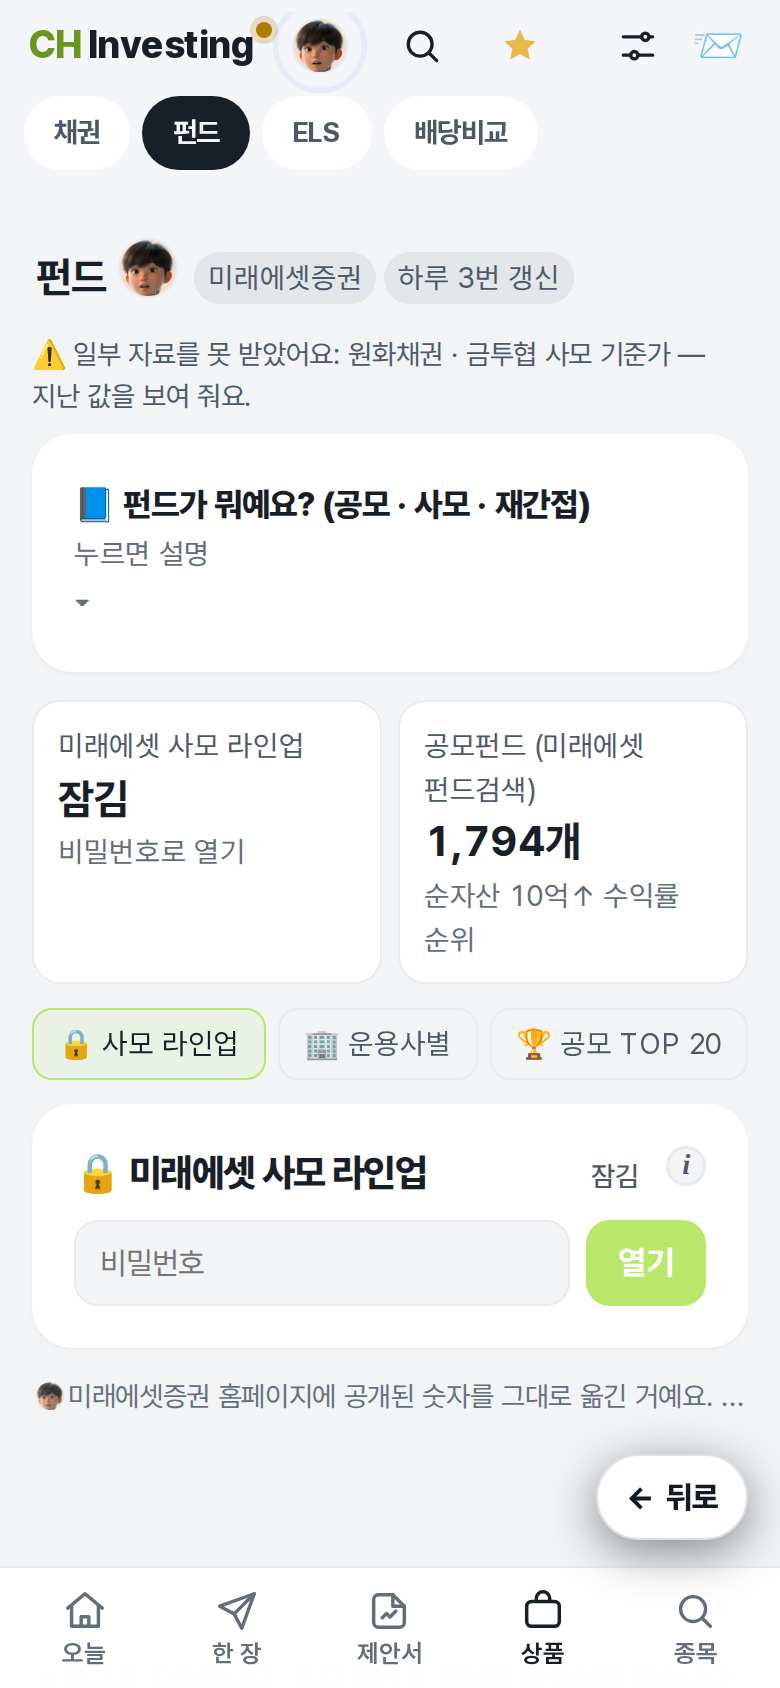 CH Investing
채권
펀드
ELS
배당비교
펀드
미래에셋증권
하루 3번 갱신
⚠️ 일부 자료를 못 받았어요: 원화채권 · 금투협 사모 기준가 —
지난 값을 보여 줘요.
📘 펀드가 뭐예요? (공모 · 사모 · 재간접)
누르면 설명
미래에셋 사모 라인업
잠김
비밀번호로 열기
공모펀드 (미래에셋
펀드검색)
1,794개
순자산 10억↑ 수익률
순위
🔒 사모 라인업
🏢 운용사별
🏆 공모 TOP 20
🔒 미래에셋 사모 라인업
잠김
i
비밀번호
열기
미래에셋증권 홈페이지에 공개된 숫자를 그대로 옮긴 거예요. ...
← 뒤로
오늘
한 장
제안서
상품
종목